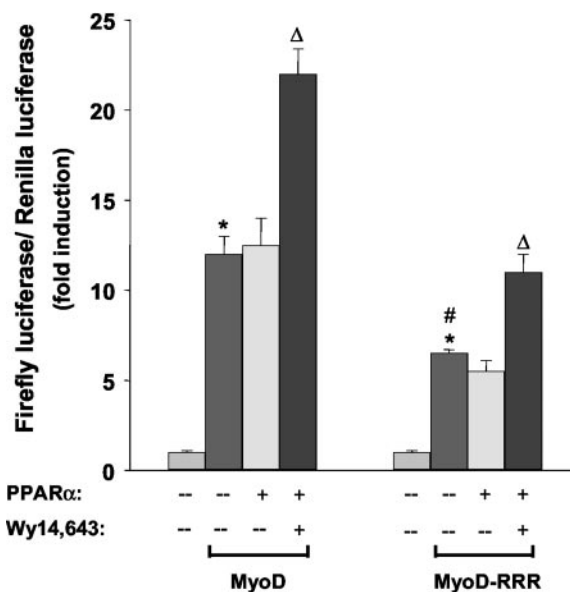 Firefly luciferase/ Renilla luciferase
(fold induction)
25
20
15
10
5
0
*
Δ
#
*
Δ
PPARα: -- -- + + -- -- + +
Wy14,643: -- -- -- + -- -- -- +
MyoD MyoD-RRR